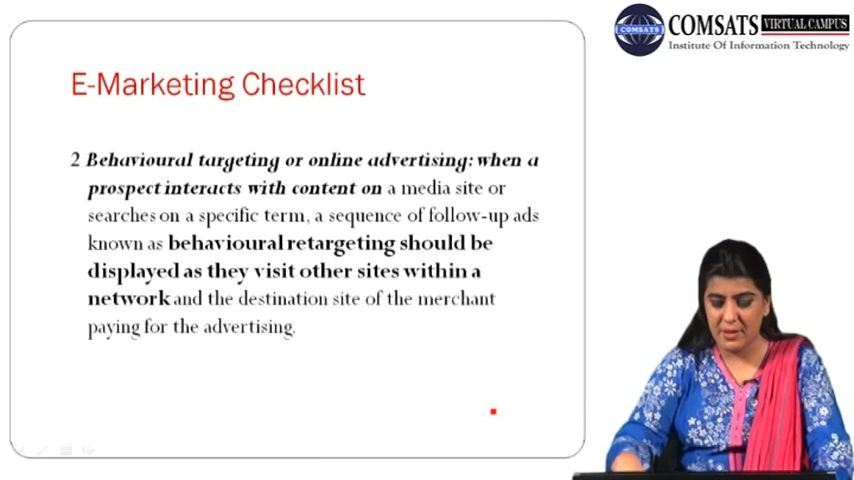 COMSATS
COMSATS VIRTUAL CAMPUS
Institute Of Information Technology
E-Marketing Checklist
2 Behavioural targeting or online advertising: when a
prospect interacts with content on a media site or
searches on a specific term, a sequence of follow-up ads
known as behavioural retargeting should be
displayed as they visit other sites within a
network and the destination site of the merchant
paying for the advertising.